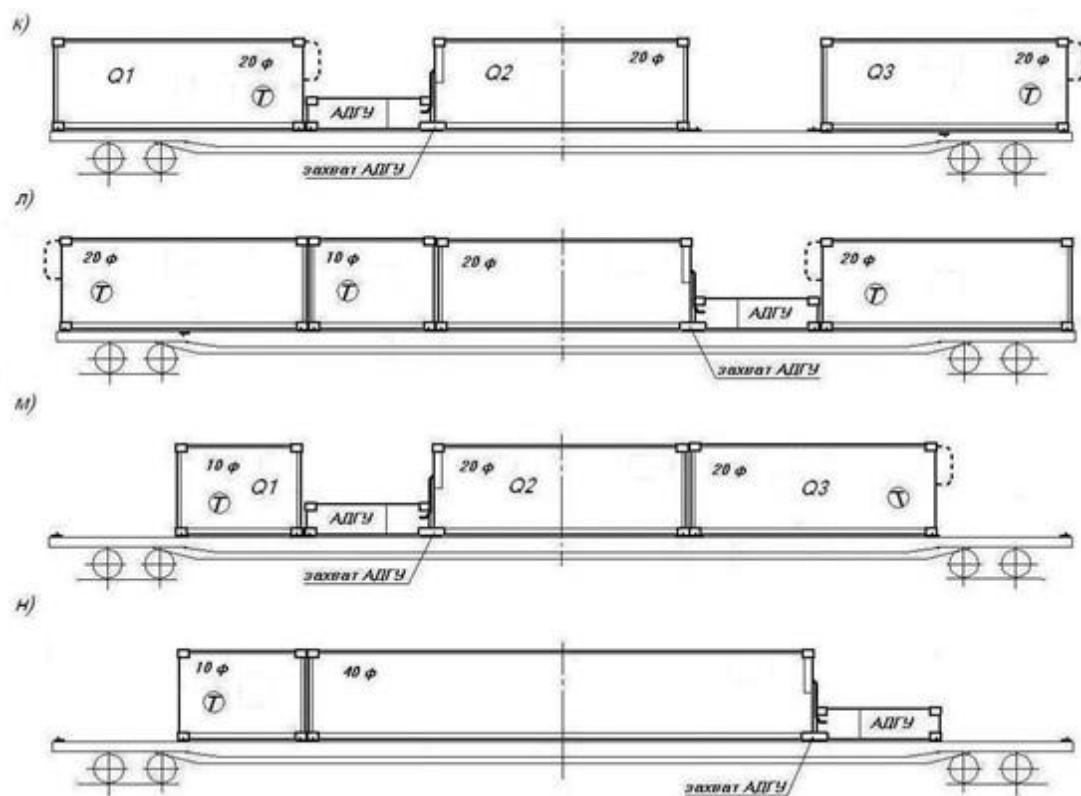 к)
Q1 20 ф Q2 20 ф Q3 20 ф
Т АДГУ Т
захват АДГУ
л)
20 ф 10 ф 20 ф 20 ф
Т Т Т
АДГУ
захват АДГУ
м)
10 ф Q1 20 ф Q2 20 ф Q3
Т Т
АДГУ
захват АДГУ
н)
10 ф 40 ф
Т
АДГУ
захват АДГУ